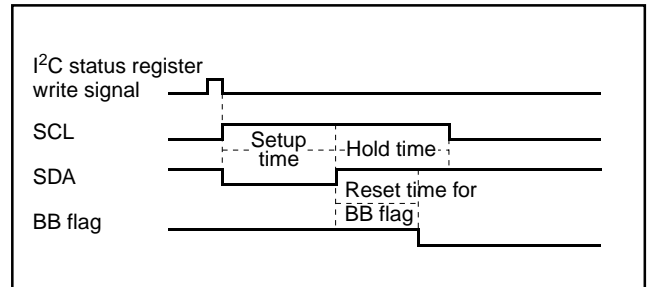 I²C status register
write signal
SCL
Setup
time
Hold time
SDA
Reset time for
BB flag
BB flag